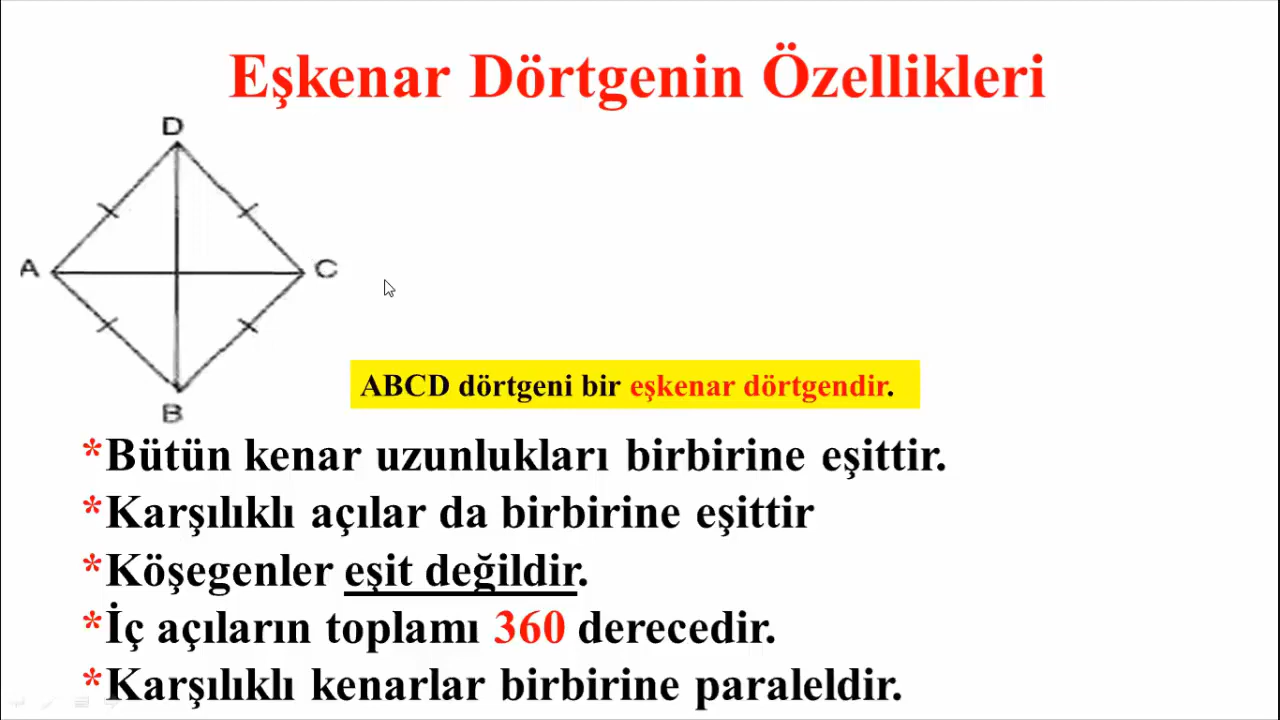 Eşkenar Dörtgenin Özellikleri
D
A
C
B
ABCD dörtgeni bir eşkenar dörtgendir.
*Bütün kenar uzunlukları birbirine eşittir.
*Karşılıklı açılar da birbirine eşittir
*Köşegenler eşit değildir.
*İç açıların toplamı 360 derecedir.
*Karşılıklı kenarlar birbirine paraleldir.